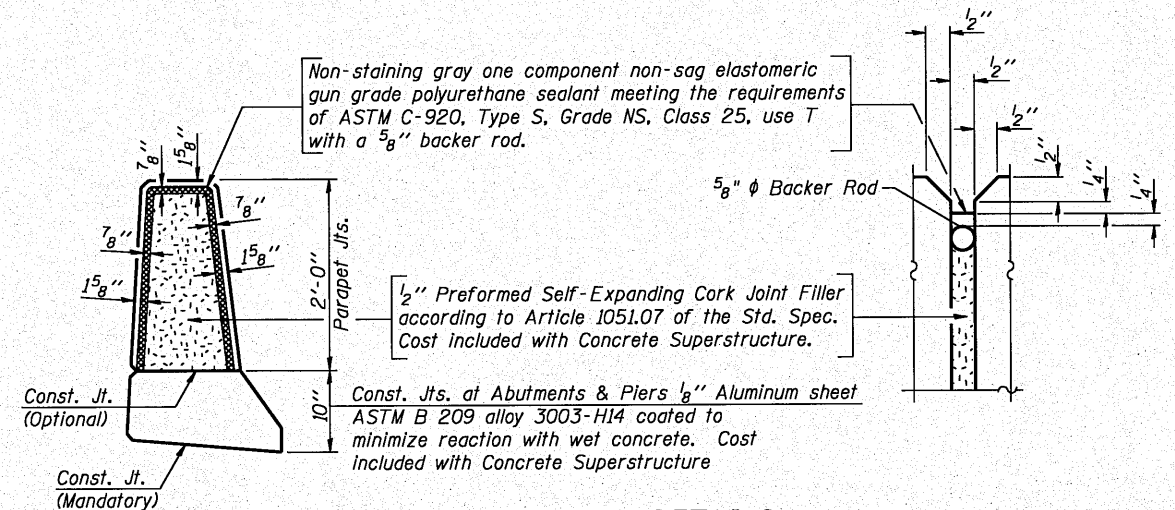 1/2"
1/2"
1/2"
1/2"
1/4"
1/4"
Non-staining gray one component non-sag elastomeric
gun grade polyurethane sealant meeting the requirements
of ASTM C-920, Type S, Grade NS, Class 25, use T
with a 5/8" backer rod.
5/8" φ Backer Rod
7/8"
1 5/8"
7/8"
7/8"
1 5/8"
1 5/8"
2'-0"
Parapet Jts.
1/2" Preformed Self-Expanding Cork Joint Filler
according to Article 1051.07 of the Std. Spec.
Cost included with Concrete Superstructure.
Const. Jt.
(Optional)
10"
Const. Jts. at Abutments & Piers 1/8" Aluminum sheet
ASTM B 209 alloy 3003-H14 coated to
minimize reaction with wet concrete. Cost
included with Concrete Superstructure
Const. Jt.
(Mandatory)